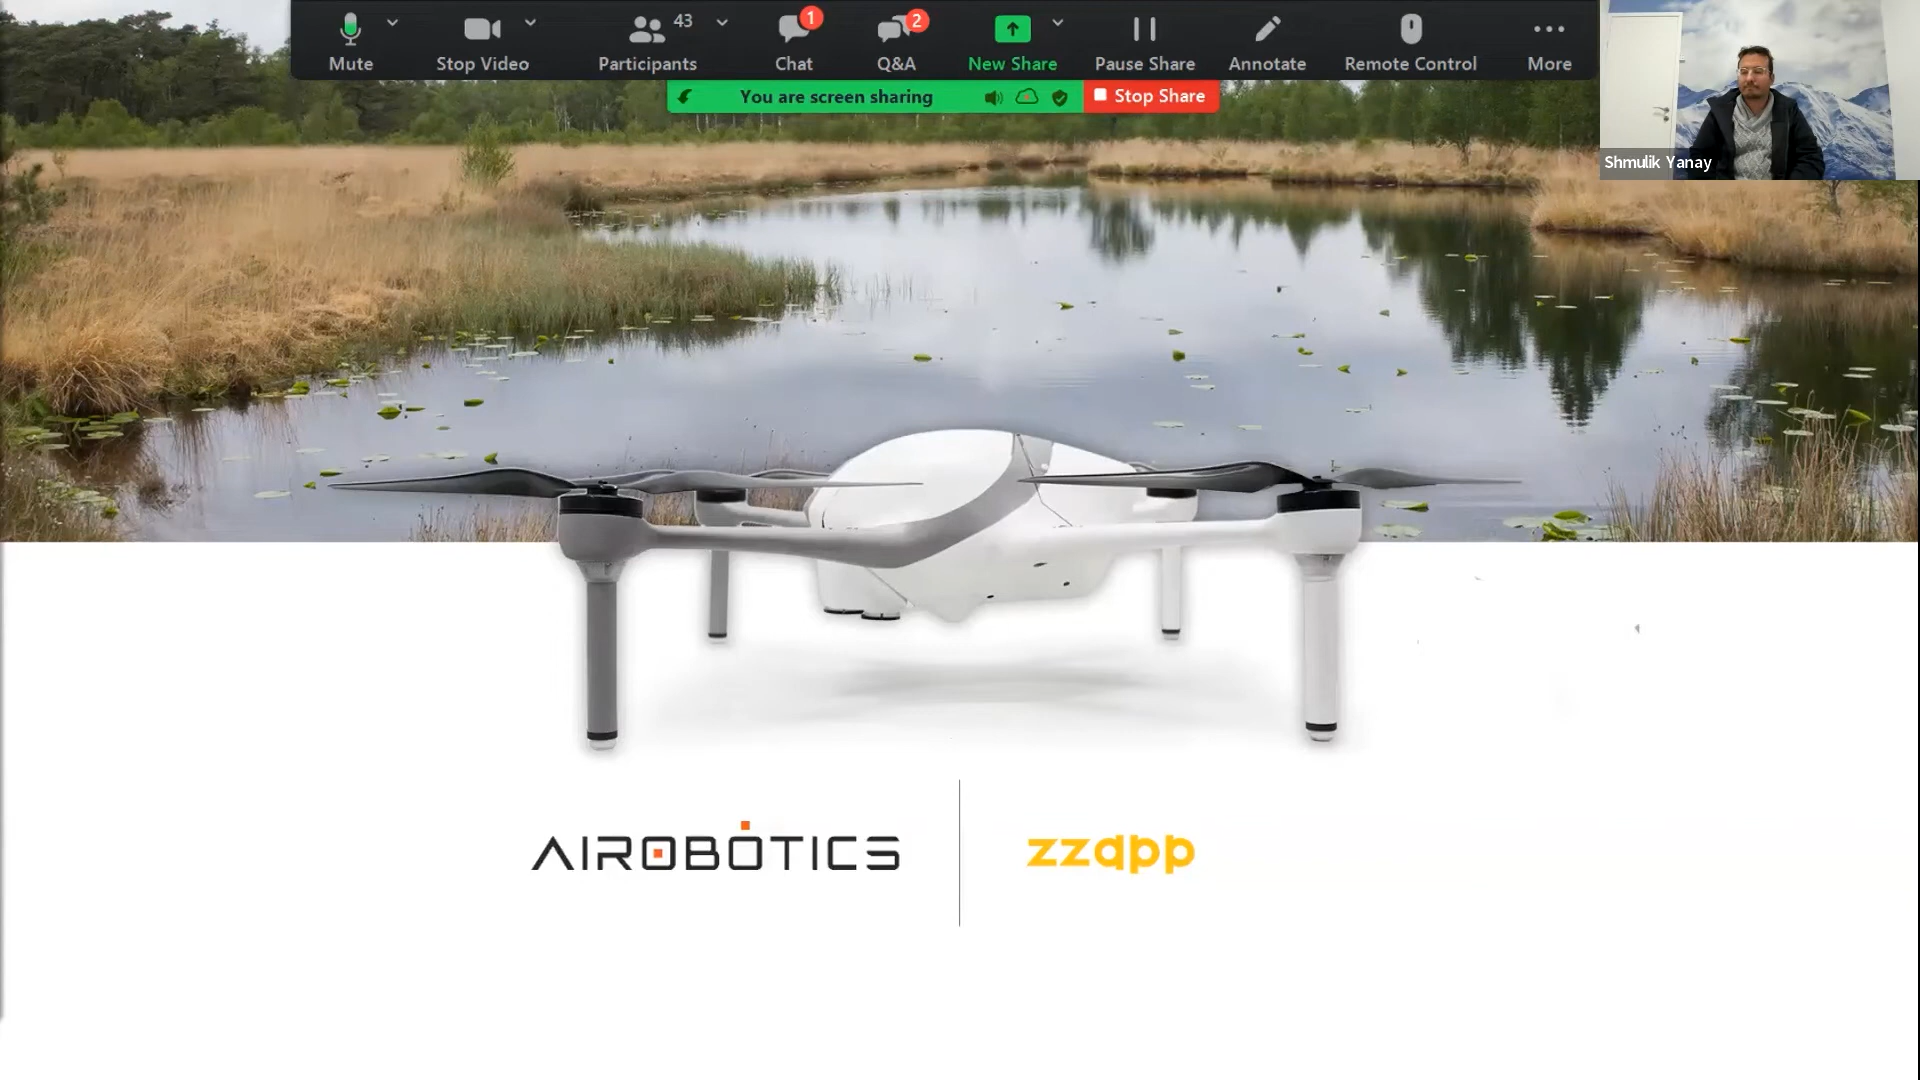 43
1
2
Mute
Stop Video
Participants
Chat
Q&A
New Share
Pause Share
Annotate
Remote Control
More
You are screen sharing
Stop Share
Shmulik Yanay
AIROBOTICS
zzapp